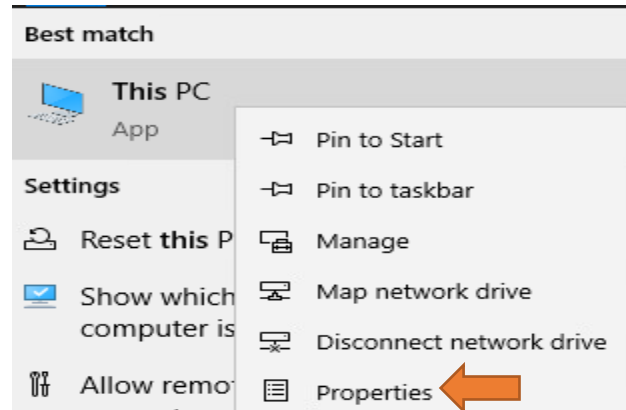 Best match
This PC
App
Pin to Start
Settings
Pin to taskbar
Reset this P
Manage
Show which
computer is
Map network drive
Disconnect network drive
Allow remo
Properties